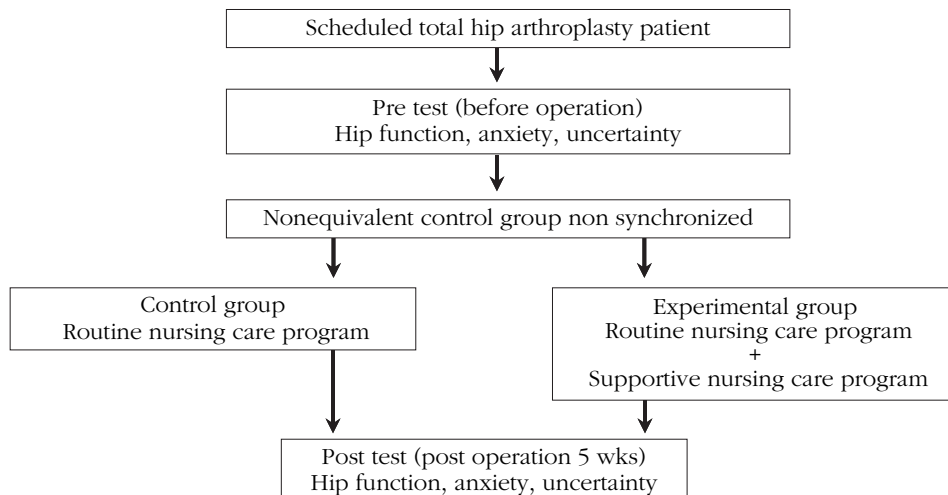 Scheduled total hip arthroplasty patient
Pre test (before operation)
Hip function, anxiety, uncertainty
Nonequivalent control group non synchronized
Control group
Routine nursing care program
Experimental group
Routine nursing care program
+
Supportive nursing care program
Post test (post operation 5 wks)
Hip function, anxiety, uncertainty